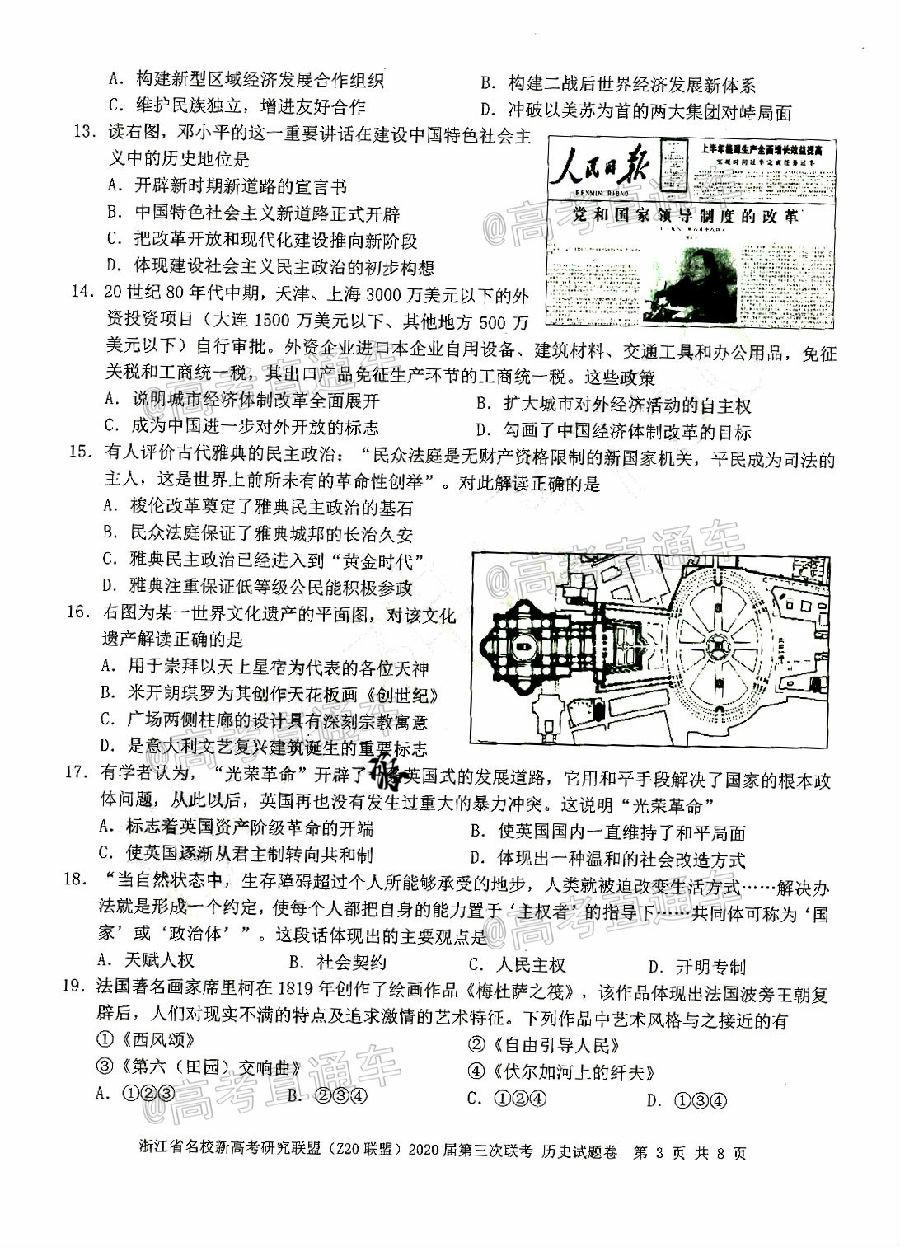 A. 构建新型区域经济发展合作组织 B. 构建二战后世界经济发展新体系
C. 维护民族独立，增进友好合作 D. 冲破以美苏为首的两大集团对峙局面
13. 读右图，邓小平的这一重要讲话在建设中国特色社会主
义中的历史地位是
A. 开辟新时期新道路的宣言书
B. 中国特色社会主义新道路正式开辟
C. 把改革开放和现代化建设推向新阶段
D. 体现建设社会主义民主政治的初步构想
人民日报
RENMIN RIBAO
上半年能源生产全面增长效益提高
党和国家领导制度的改革
14. 20 世纪 80 年代中期，天津、上海 3000 万美元以下的外
资投资项目（大连 1500 万美元以下、其他地方 500 万
美元以下）自行审批。外资企业进口本企业自用设备、建筑材料、交通工具和办公用品，免征
关税和工商统一税，其出口产品免征生产环节的工商统一税。这些政策
A. 说明城市经济体制改革全面展开 B. 扩大城市对外经济活动的自主权
C. 成为中国进一步对外开放的标志 D. 勾画了中国经济体制改革的目标
15. 有人评价古代雅典的民主政治：“民众法庭是无财产资格限制的新国家机关，平民成为司法的
主人，这是世界上前所未有的革命性创举”。对此解读正确的是
A. 梭伦改革奠定了雅典民主政治的基石
B. 民众法庭保证了雅典城邦的长治久安
C. 雅典民主政治已经进入到“黄金时代”
D. 雅典注重保证低等级公民能积极参政
16. 右图为某一世界文化遗产的平面图，对该文化
遗产解读正确的是
A. 用于崇拜以天上星宿为代表的各位天神
B. 米开朗琪罗为其创作天花板画《创世纪》
C. 广场两侧柱廊的设计具有深刻宗教寓意
D. 是意大利文艺复兴建筑诞生的重要标志
17. 有学者认为，“光荣革命”开辟了 英国式的发展道路，它用和平手段解决了国家的根本政
体问题，从此以后，英国再也没有发生过重大的暴力冲突。这说明“光荣革命”
A. 标志着英国资产阶级革命的开端 B. 使英国国内一直维持了和平局面
C. 使英国逐渐从君主制转向共和制 D. 体现出一种温和的社会改造方式
18. “当自然状态中，生存障碍超过个人所能够承受的地步，人类就被迫改变生活方式……解决办
法就是形成一个约定，使每个人都把自身的能力置于‘主权者’的指导下……共同体可称为‘国
家’或‘政治体’”。这段话体现出的主要观点是
A. 天赋人权 B. 社会契约 C. 人民主权 D. 开明专制
19. 法国著名画家席里柯在 1819 年创作了绘画作品《梅杜萨之筏》，该作品体现出法国波旁王朝复
辟后，人们对现实不满的特点及追求激情的艺术特征。下列作品中艺术风格与之接近的有
①《西风颂》 ②《自由引导人民》
③《第六（田园）交响曲》 ④《伏尔加河上的纤夫》
A. ①②③ B. ②③④ C. ①②④ D. ①③④
浙江省名校新高考研究联盟（Z20 联盟）2020 届第三次联考 历史试题卷 第 3 页 共 8 页
@高考直通车
@高考直通车
@高考直通车
@高考直通车
@高考直通车
@高考直通车